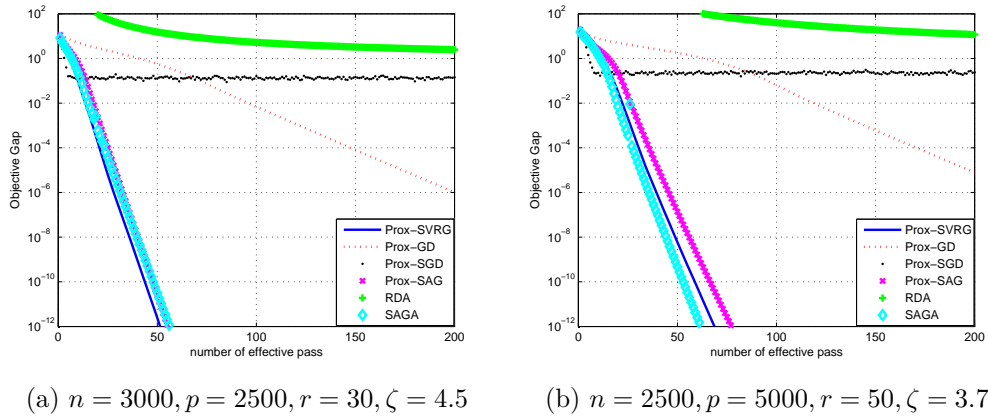 10^2
10^0
10^-2
10^-4
10^-6
10^-8
10^-10
10^-12
Objective Gap
0 50 100 150 200
number of effective pass
Prox−SVRG
Prox−GD
Prox−SGD
Prox−SAG
RDA
SAGA
(a) n = 3000, p = 2500, r = 30, ζ = 4.5
10^2
10^0
10^-2
10^-4
10^-6
10^-8
10^-10
10^-12
Objective Gap
0 50 100 150 200
number of effective pass
Prox−SVRG
Prox−GD
Prox−SGD
Prox−SAG
RDA
SAGA
(b) n = 2500, p = 5000, r = 50, ζ = 3.7